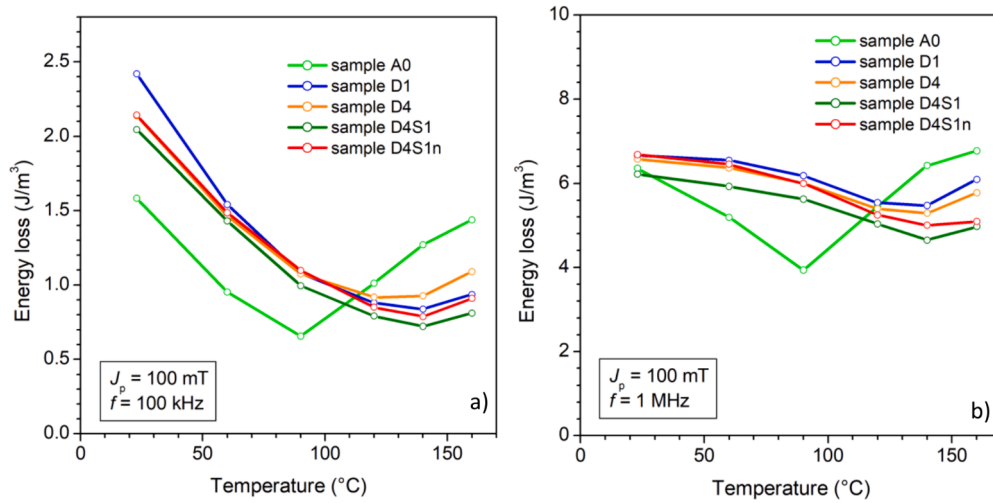 2.5
2.0
1.5
1.0
0.5
0.0
0
50
100
150
Energy loss (J/m³)
Temperature (°C)
sample A0
sample D1
sample D4
sample D4S1
sample D4S1n
Jp = 100 mT
f = 100 kHz
a)
10
8
6
4
2
0
0
50
100
150
Energy loss (J/m³)
Temperature (°C)
sample A0
sample D1
sample D4
sample D4S1
sample D4S1n
Jp = 100 mT
f = 1 MHz
b)